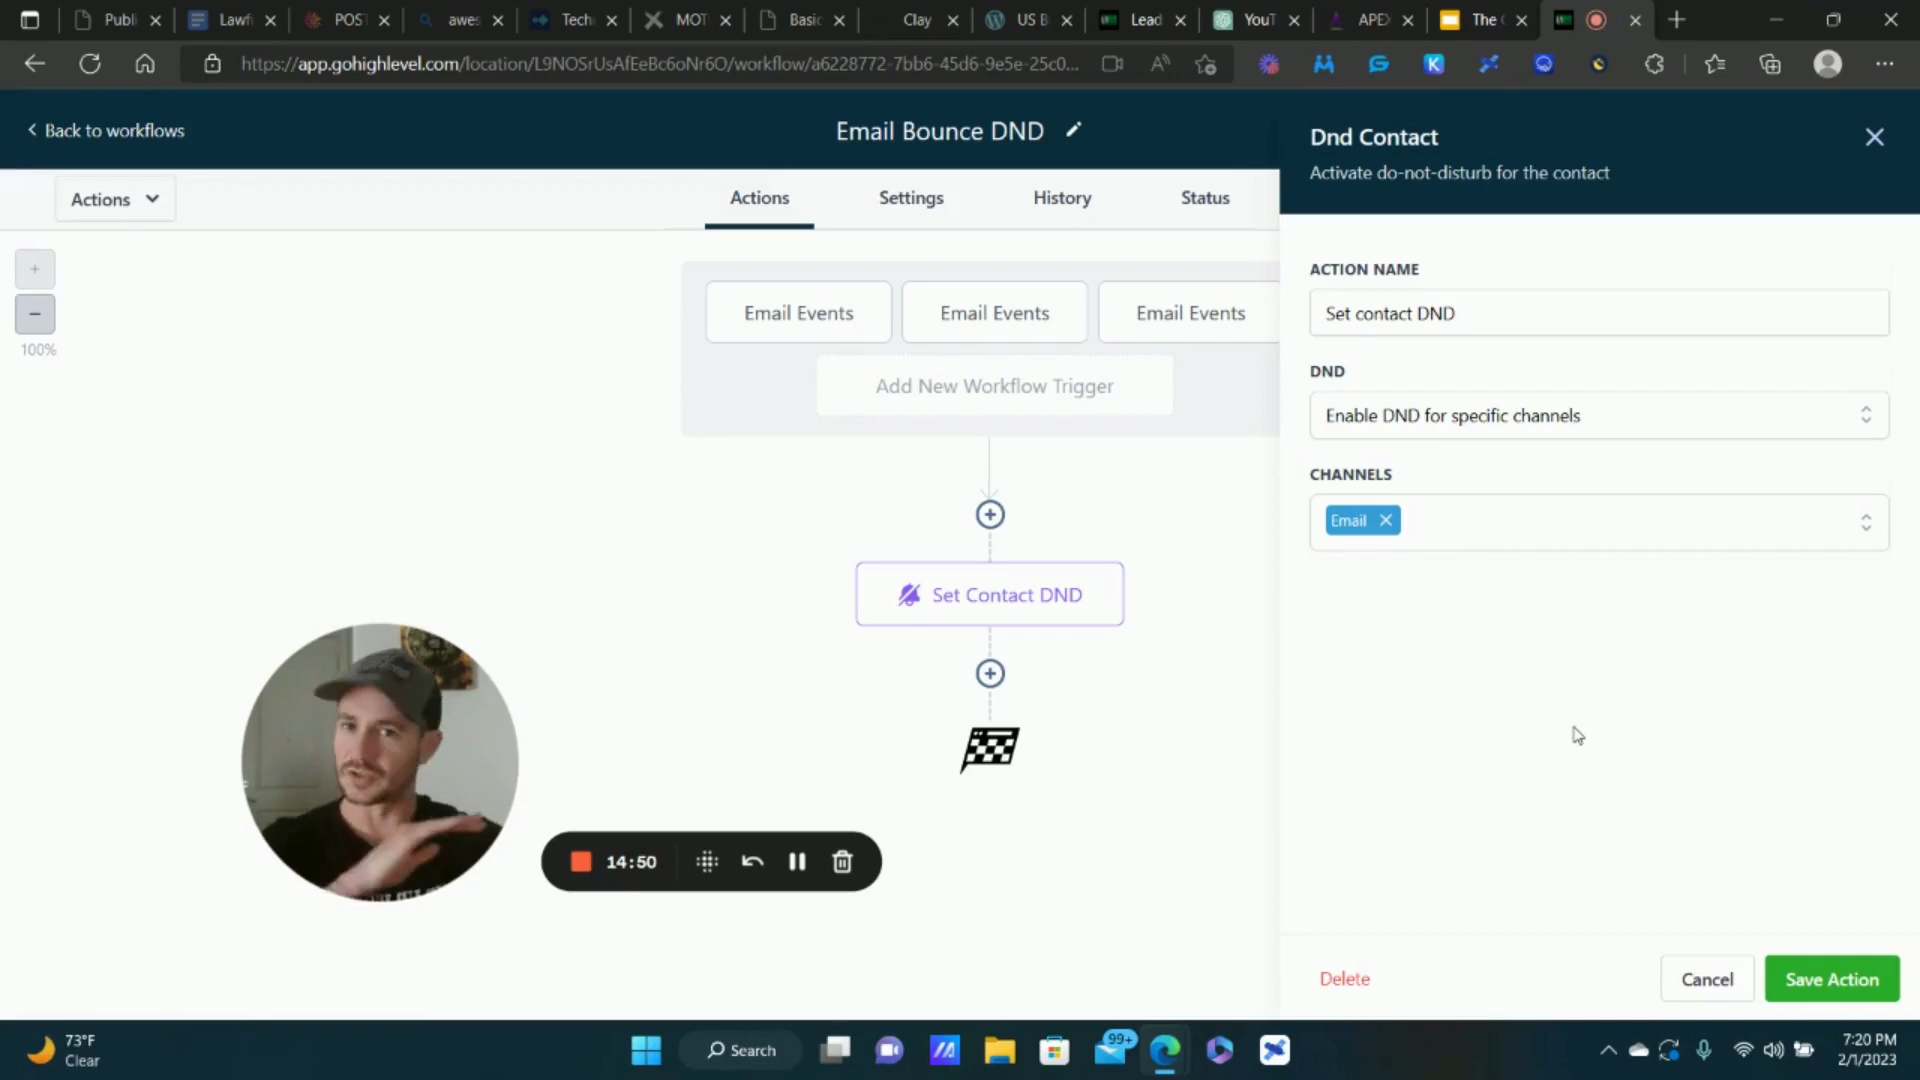 Publi
Lawf
POST
awes
Tech
MOT
Basic
Clay
US B
Lead
YouT
APEX
The
https://app.gohighlevel.com/location/L9NOSrUsAfEeBc6oNr6O/workflow/a6228772-7bb6-45d6-9e5e-25c0...
Back to workflows
Email Bounce DND
Dnd Contact
Activate do-not-disturb for the contact
Actions
Actions
Settings
History
Status
ACTION NAME
Set contact DND
Email Events
Email Events
Email Events
100%
DND
Add New Workflow Trigger
Enable DND for specific channels
CHANNELS
Email
Set Contact DND
14:50
Delete
Cancel
Save Action
73°F
Clear
Search
99+
7:20 PM
2/1/2023